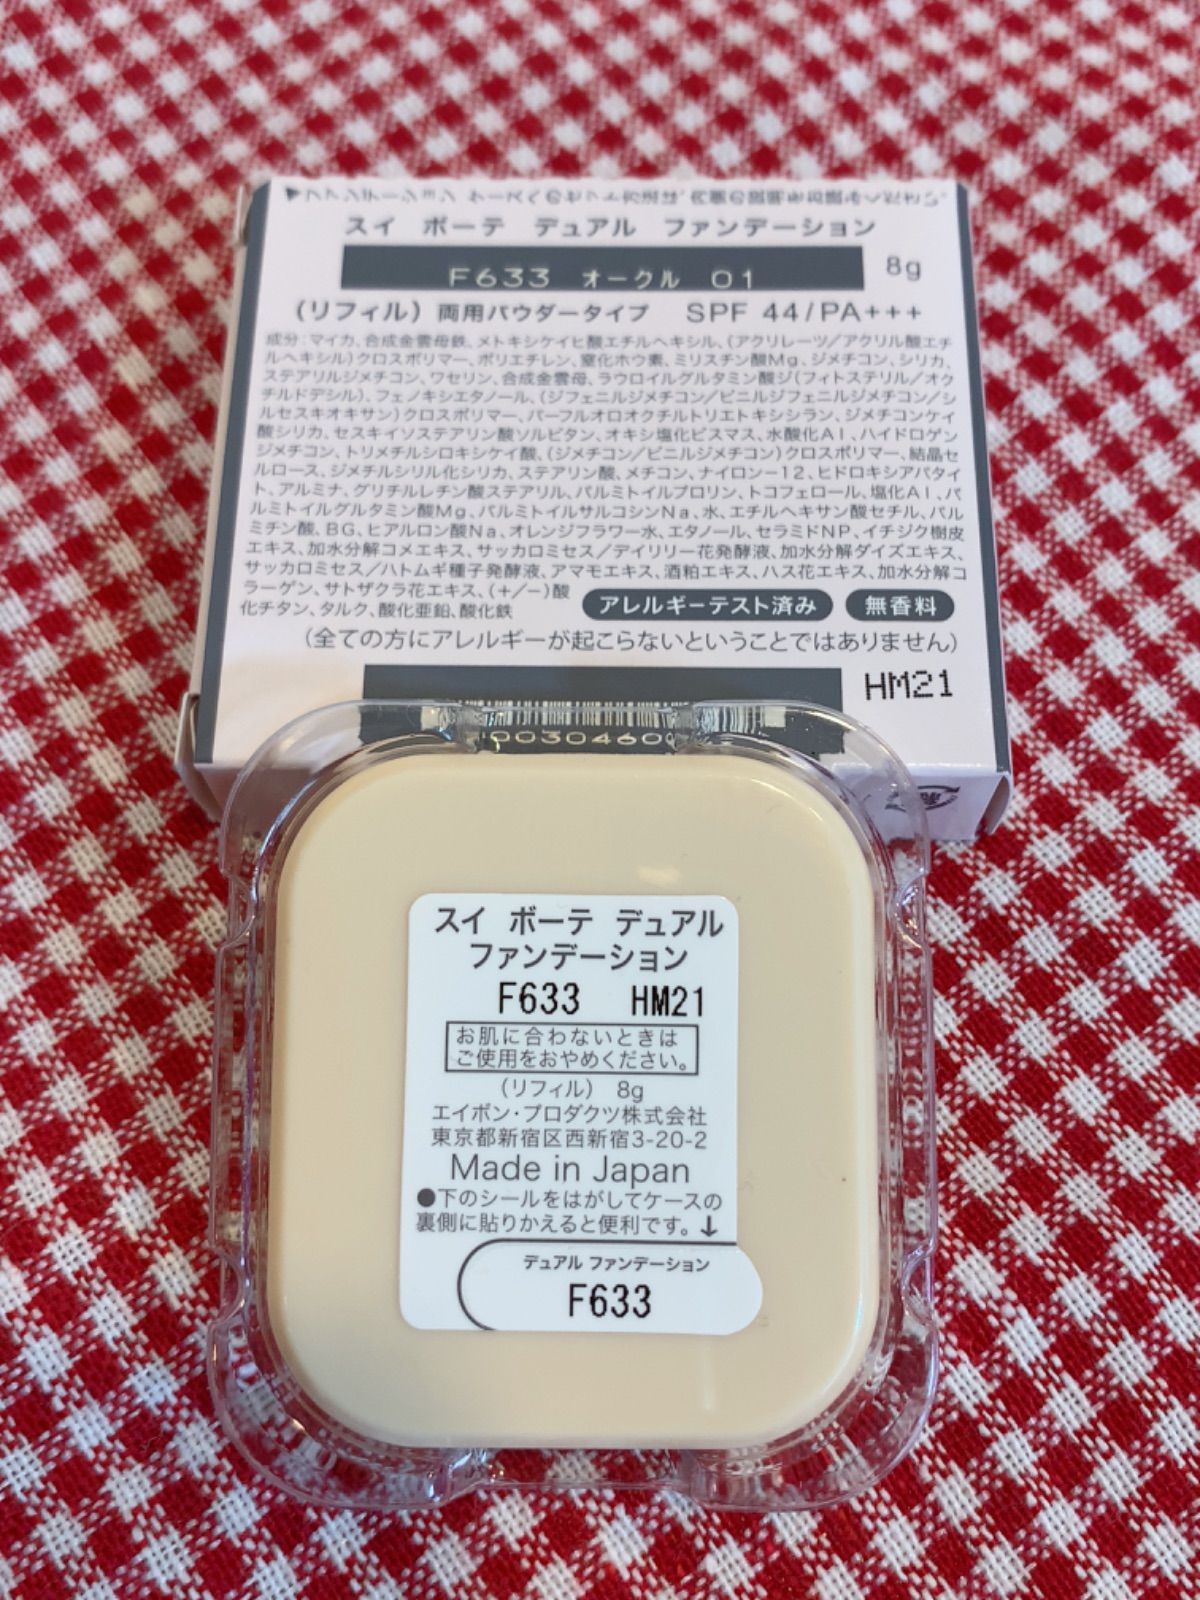 ▼ファンデーション ケースへのセット方法は、内側の説明をお読みください。
スイ ボーテ デュアル ファンデーション
F633 オークル 01
8g
(リフィル) 両用パウダータイプ SPF 44/PA+++
成分:マイカ、合成金雲母鉄、メトキシケイヒ酸エチルヘキシル、(アクリレーツ/アクリル酸エチ
ルヘキシル)クロスポリマー、ポリエチレン、窒化ホウ素、ミリスチン酸Mg、ジメチコン、シリカ、
ステアリルジメチコン、ワセリン、合成金雲母、ラウロイルグルタミン酸ジ(フィトステリル/オク
チルドデシル)、フェノキシエタノール、(ジフェニルジメチコン/ビニルジフェニルジメチコン/シ
ルセスキオキサン)クロスポリマー、パーフルオロオクチルトリエトキシシラン、ジメチコンケイ
酸シリカ、セスキイソステアリン酸ソルビタン、オキシ塩化ビスマス、水酸化Al、ハイドロゲン
ジメチコン、トリメチルシロキシケイ酸、(ジメチコン/ビニルジメチコン)クロスポリマー、結晶セ
ルロース、ジメチルシリル化シリカ、ステアリン酸、メチコン、ナイロン-12、ヒドロキシアパタイ
ト、アルミナ、グリチルレチン酸ステアリル、パルミトイルプロリン、トコフェロール、塩化Al、パ
ルミトイルグルタミン酸Mg、パルミトイルサルコシンNa、水、エチルヘキサン酸セチル、パル
ミチン酸、BG、ヒアルロン酸Na、オレンジフラワー水、エタノール、セラミドNP、イチジク樹皮
エキス、加水分解コメエキス、サッカロミセス/デイリリー花発酵液、加水分解ダイズエキス、
サッカロミセス/ハトムギ種子発酵液、アマモエキス、酒粕エキス、ハス花エキス、加水分解コ
ラーゲン、サトザクラ花エキス、(+/-)酸
化チタン、タルク、酸化亜鉛、酸化鉄
アレルギーテスト済み 無香料
(全ての方にアレルギーが起こらないということではありません)
HM21
0030460
スイ ボーテ デュアル
ファンデーション
F633 HM21
お肌に合わないときは
ご使用をおやめください。
(リフィル) 8g
エイボン・プロダクツ株式会社
東京都新宿区西新宿3-20-2
Made in Japan
●下のシールをはがしてケースの
裏側に貼りかえると便利です。↓
デュアル ファンデーション
F633